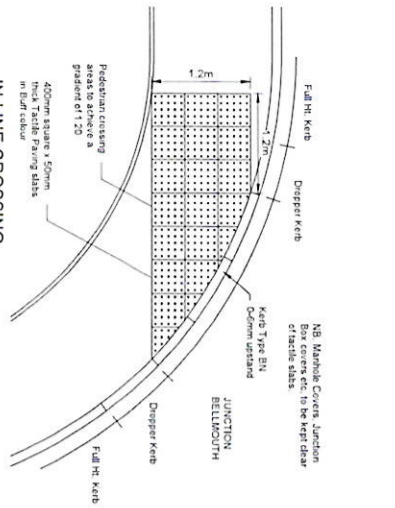 NB. Manhole Covers, Junction
Box covers etc. to be kept clear
of tactile slabs.
Full Ht. Kerb
Dropper Kerb
1.2m
1.2m
Kerb Type BN
0-6mm upstand
JUNCTION
BELLMOUTH
Dropper Kerb
Full Ht. Kerb
Pedestrian crossing
areas to achieve a
gradient of 1:20
400mm square x 50mm
thick Tactile Paving slabs
in Buff colour
IN LINE CROSSING